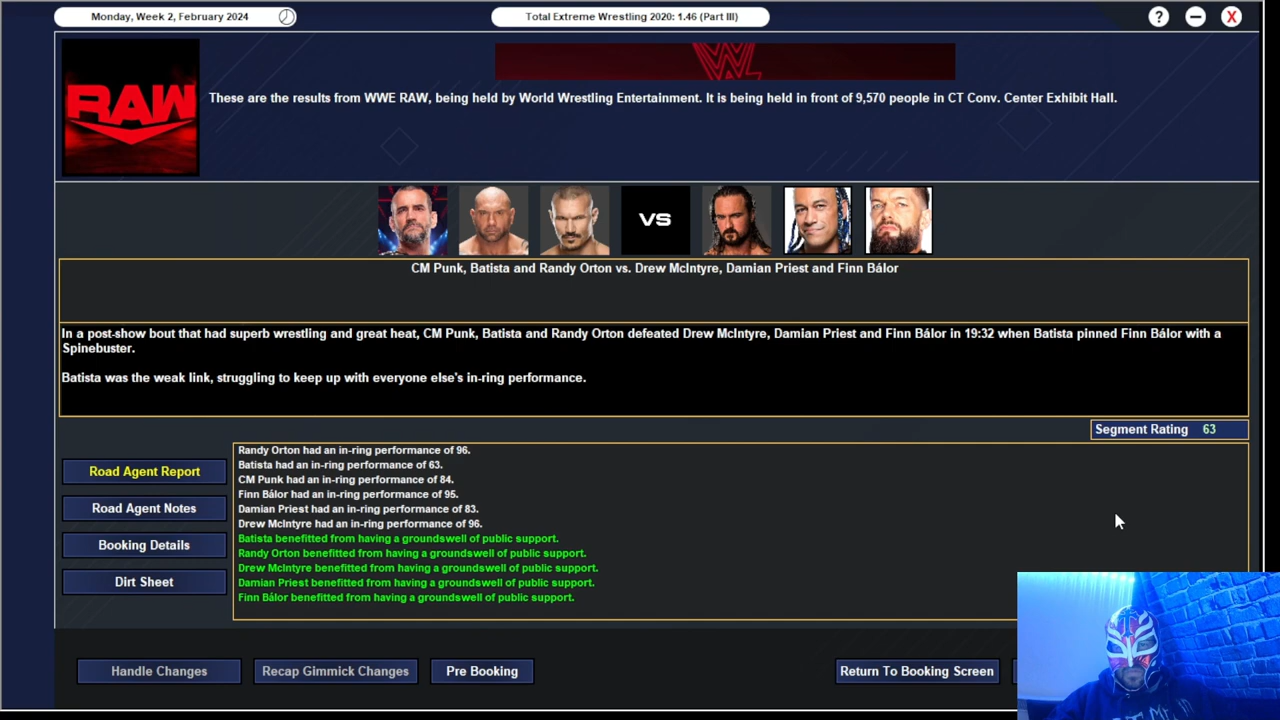 Monday, Week 2, February 2024
Total Extreme Wrestling 2020: 1.46 (Part III)
?
X
RAW
These are the results from WWE RAW, being held by World Wrestling Entertainment. It is being held in front of 9,570 people in CT Conv. Center Exhibit Hall.
VS
CM Punk, Batista and Randy Orton vs. Drew McIntyre, Damian Priest and Finn Bálor
In a post-show bout that had superb wrestling and great heat, CM Punk, Batista and Randy Orton defeated Drew McIntyre, Damian Priest and Finn Bálor in 19:32 when Batista pinned Finn Bálor with a
Spinebuster.
Batista was the weak link, struggling to keep up with everyone else's in-ring performance.
Segment Rating 63
Road Agent Report
Road Agent Notes
Booking Details
Dirt Sheet
Randy Orton had an in-ring performance of 96.
Batista had an in-ring performance of 63.
CM Punk had an in-ring performance of 84.
Finn Bálor had an in-ring performance of 95.
Damian Priest had an in-ring performance of 83.
Drew McIntyre had an in-ring performance of 96.
Batista benefitted from having a groundswell of public support.
Randy Orton benefitted from having a groundswell of public support.
Drew McIntyre benefitted from having a groundswell of public support.
Damian Priest benefitted from having a groundswell of public support.
Finn Bálor benefitted from having a groundswell of public support.
Handle Changes
Recap Gimmick Changes
Pre Booking
Return To Booking Screen